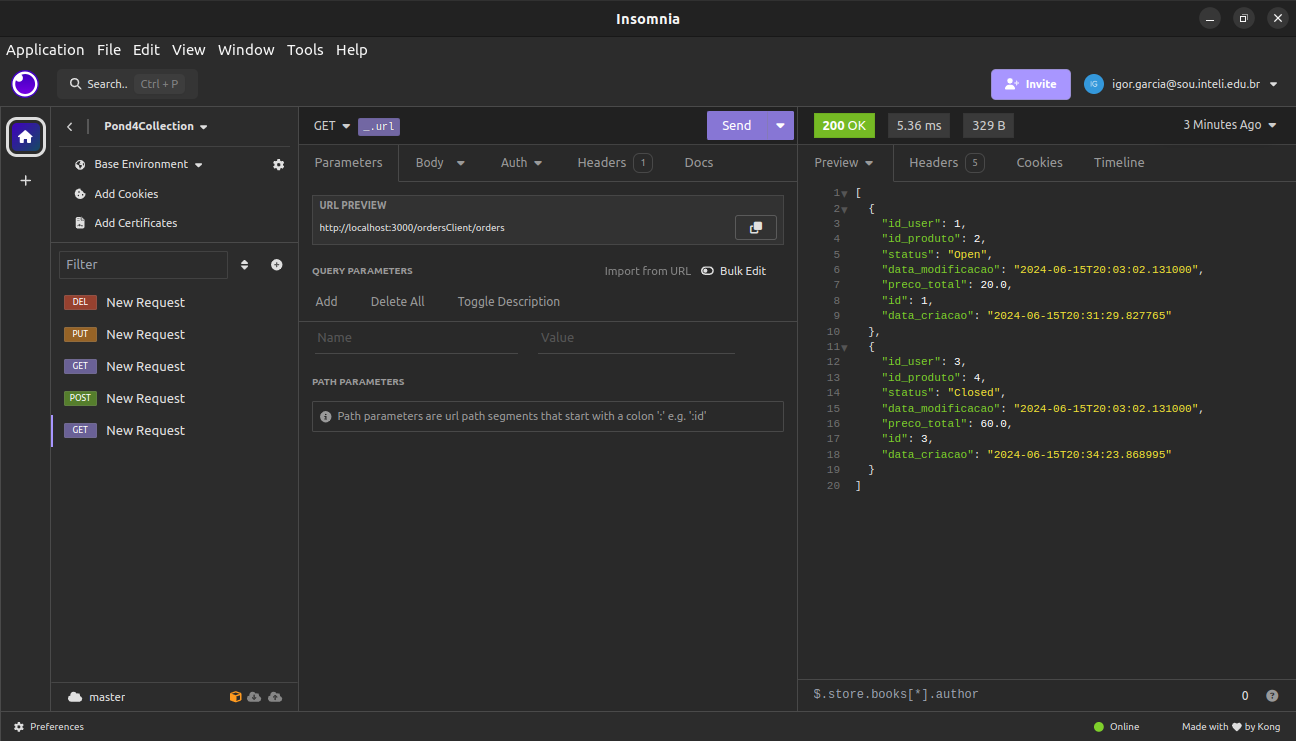 Insomnia
Application File Edit View Window Tools Help
Search.. Ctrl + P
Invite
IG igor.garcia@sou.inteli.edu.br
Pond4Collection
Base Environment
Add Cookies
Add Certificates
Filter
DEL New Request
PUT New Request
GET New Request
POST New Request
GET New Request
master
GET _.url Send
Parameters Body Auth Headers 1 Docs
URL PREVIEW
http://localhost:3000/ordersClient/orders
QUERY PARAMETERS Import from URL Bulk Edit
Add Delete All Toggle Description
Name Value
PATH PARAMETERS
Path parameters are url path segments that start with a colon ':' e.g. ':id'
200 OK 5.36 ms 329 B 3 Minutes Ago
Preview Headers 5 Cookies Timeline
1 [
2 {
3 "id_user": 1,
4 "id_produto": 2,
5 "status": "Open",
6 "data_modificacao": "2024-06-15T20:03:02.131000",
7 "preco_total": 20.0,
8 "id": 1,
9 "data_criacao": "2024-06-15T20:31:29.827765"
10 },
11 {
12 "id_user": 3,
13 "id_produto": 4,
14 "status": "Closed",
15 "data_modificacao": "2024-06-15T20:03:02.131000",
16 "preco_total": 60.0,
17 "id": 3,
18 "data_criacao": "2024-06-15T20:34:23.868995"
19 }
20 ]
$.store.books[*].author 0
Preferences
Online
Made with by Kong